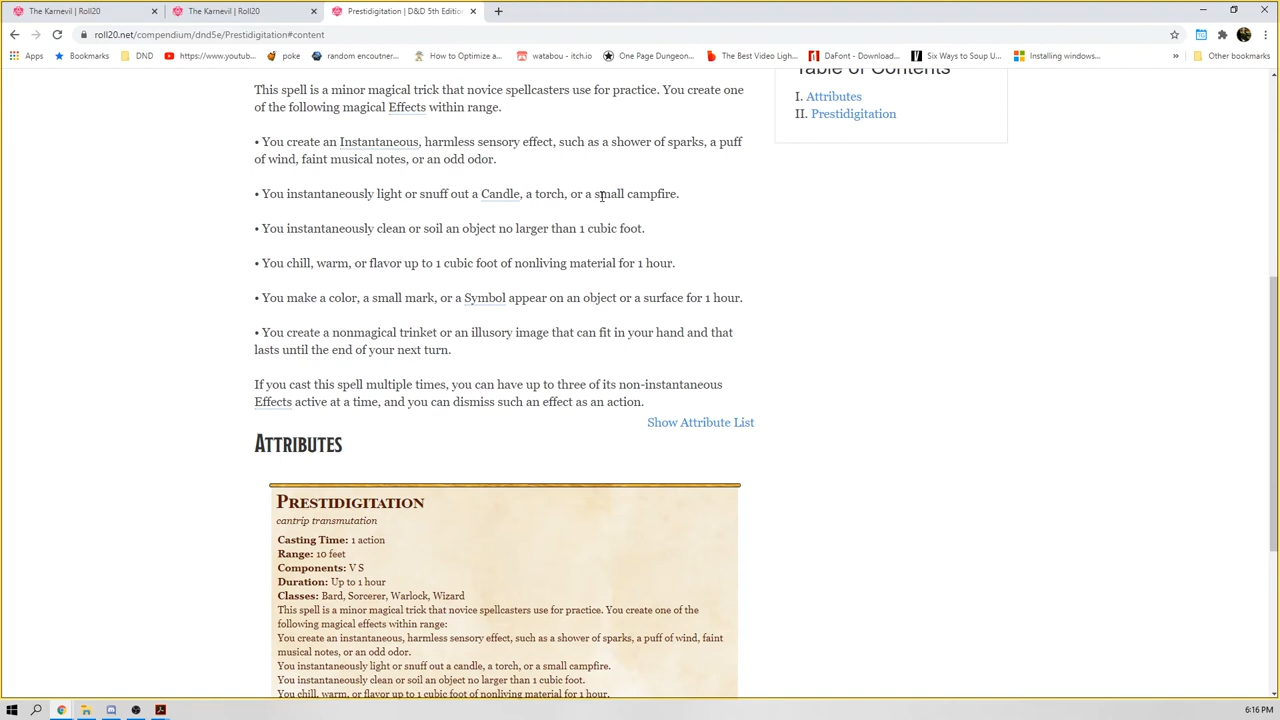 The Karnevil | Roll20
The Karnevil | Roll20
Prestidigitation | D&D 5th Editio
roll20.net/compendium/dnd5e/Prestidigitation#content
Apps
Bookmarks
DND
https://www.youtub...
poke
random encoutner...
How to Optimize a...
watabou - itch.io
One Page Dungeon...
The Best Video Ligh...
DaFont - Download...
Six Ways to Soup U...
Installing windows...
»
Other bookmarks
Table of Contents
I. Attributes
II. Prestidigitation
This spell is a minor magical trick that novice spellcasters use for practice. You create one
of the following magical Effects within range.
• You create an Instantaneous, harmless sensory effect, such as a shower of sparks, a puff
of wind, faint musical notes, or an odd odor.
• You instantaneously light or snuff out a Candle, a torch, or a small campfire.
• You instantaneously clean or soil an object no larger than 1 cubic foot.
• You chill, warm, or flavor up to 1 cubic foot of nonliving material for 1 hour.
• You make a color, a small mark, or a Symbol appear on an object or a surface for 1 hour.
• You create a nonmagical trinket or an illusory image that can fit in your hand and that
lasts until the end of your next turn.
If you cast this spell multiple times, you can have up to three of its non-instantaneous
Effects active at a time, and you can dismiss such an effect as an action.
Show Attribute List
ATTRIBUTES
PRESTIDIGITATION
cantrip transmutation
Casting Time: 1 action
Range: 10 feet
Components: V S
Duration: Up to 1 hour
Classes: Bard, Sorcerer, Warlock, Wizard
This spell is a minor magical trick that novice spellcasters use for practice. You create one of the
following magical effects within range:
You create an instantaneous, harmless sensory effect, such as a shower of sparks, a puff of wind, faint
musical notes, or an odd odor.
You instantaneously light or snuff out a candle, a torch, or a small campfire.
You instantaneously clean or soil an object no larger than 1 cubic foot.
You chill, warm, or flavor up to 1 cubic foot of nonliving material for 1 hour.
6:16 PM